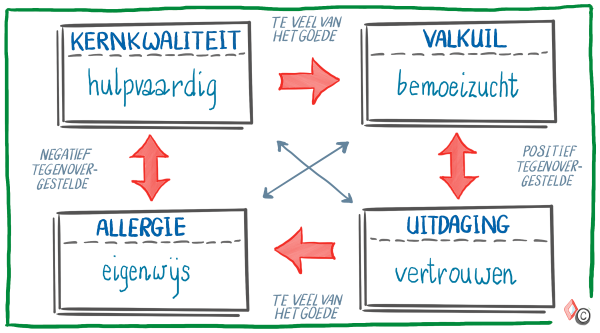 KERNKWALITEIT
hulpvaardig
TE VEEL VAN
HET GOEDE
VALKUIL
bemoeizucht
NEGATIEF
TEGENOVER-
GESTELDE
POSITIEF
TEGENOVER-
GESTELDE
ALLERGIE
eigenwijs
TE VEEL VAN
HET GOEDE
UITDAGING
vertrouwen
©